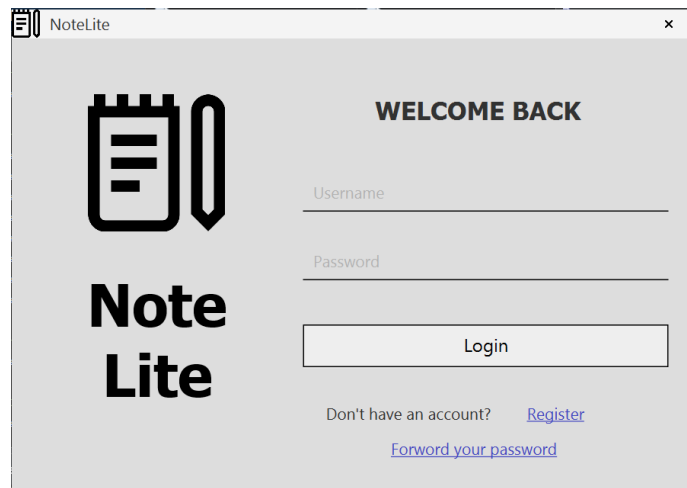 NoteLite
WELCOME BACK
Username
Password
Note
Lite
Login
Don't have an account? Register
Forword your password